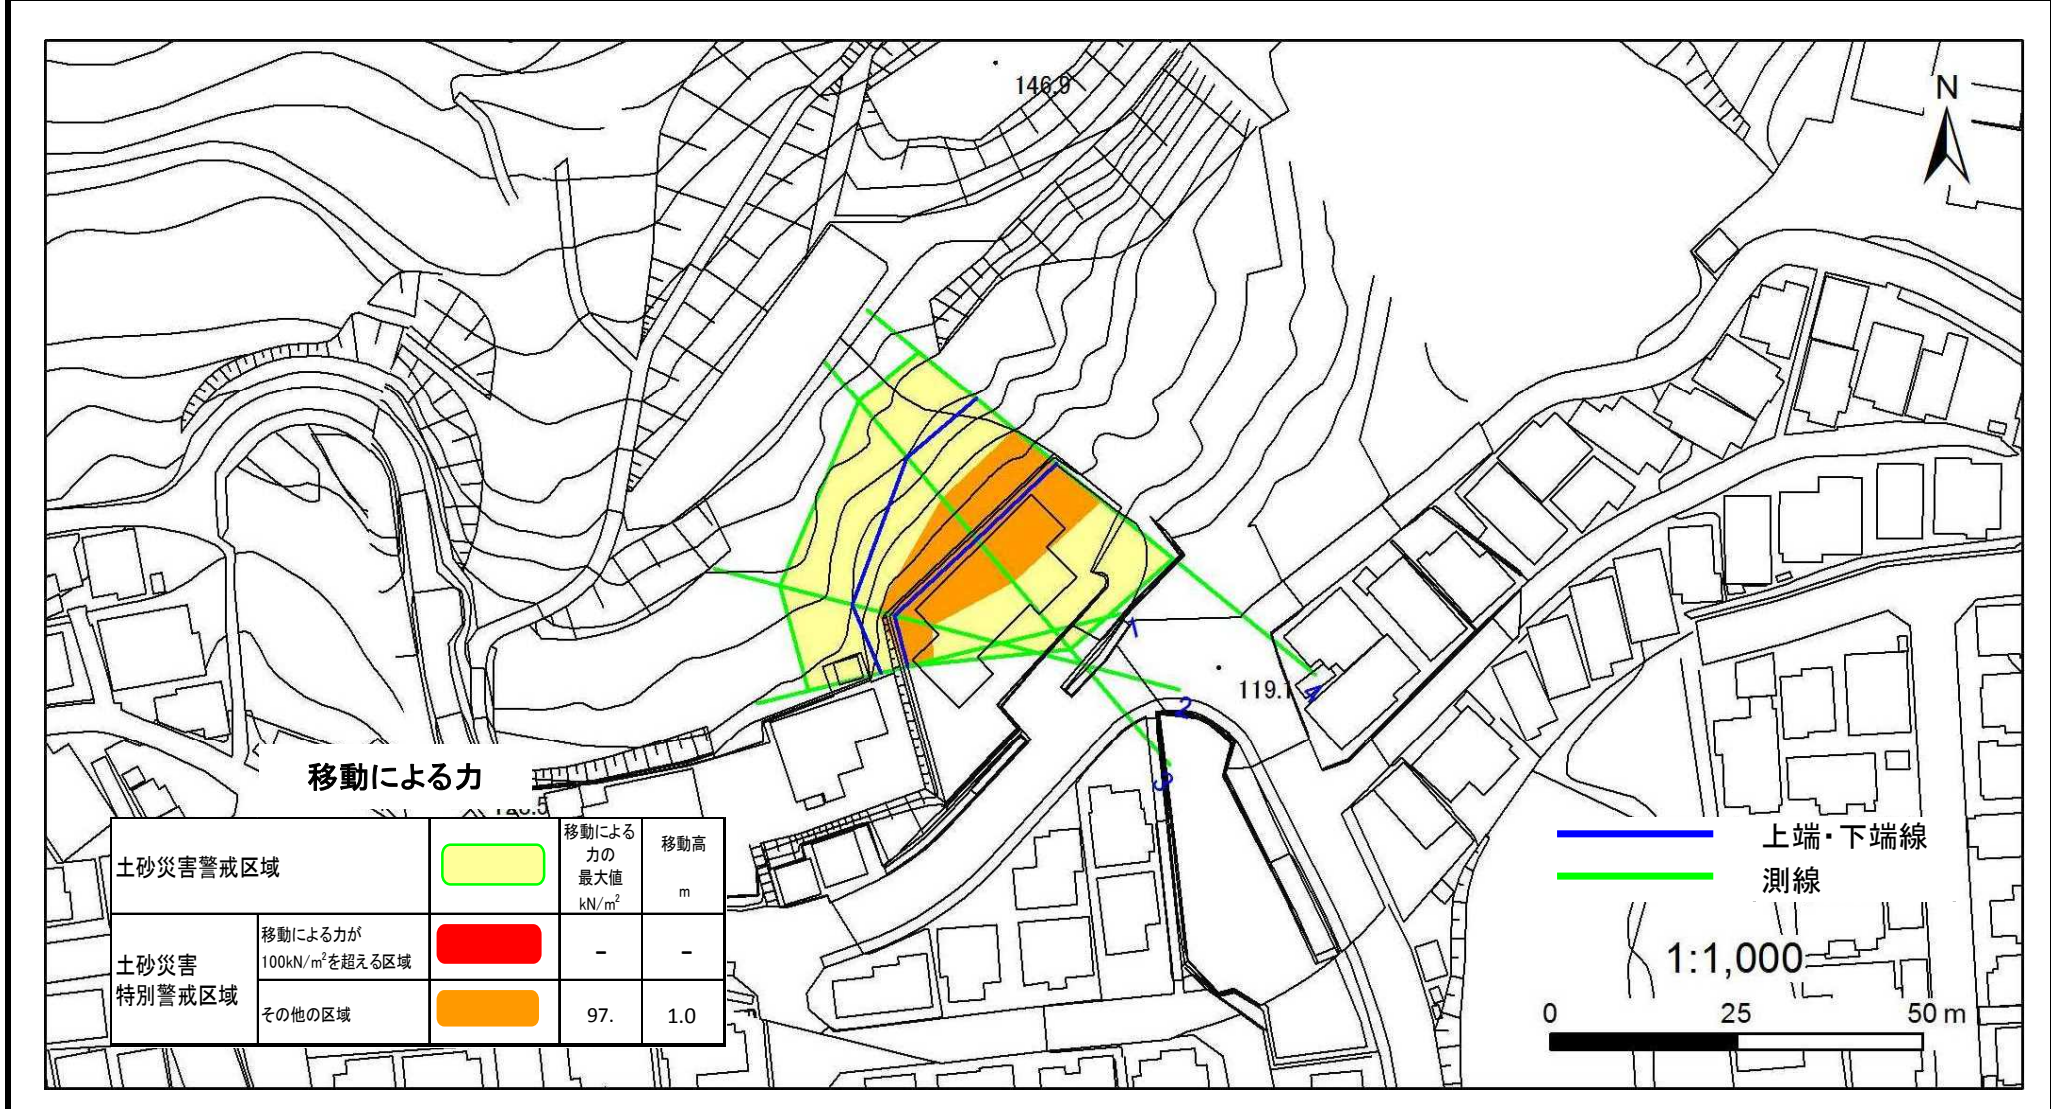 146.9
N
1
119.1
4
2
3
移動による力
土砂災害警戒区域
移動による
力の
最大値
kN/m²
移動高
m
土砂災害
特別警戒区域
移動による力が
100kN/m²を超える区域
-
-
その他の区域
97.
1.0
上端・下端線
測線
1:1,000
0 25 50 m